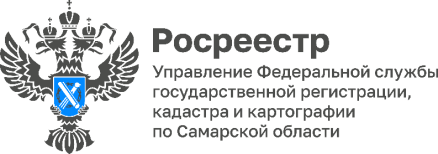 Росреестр
Управление Федеральной службы
государственной регистрации,
кадастра и картографии
по Самарской области